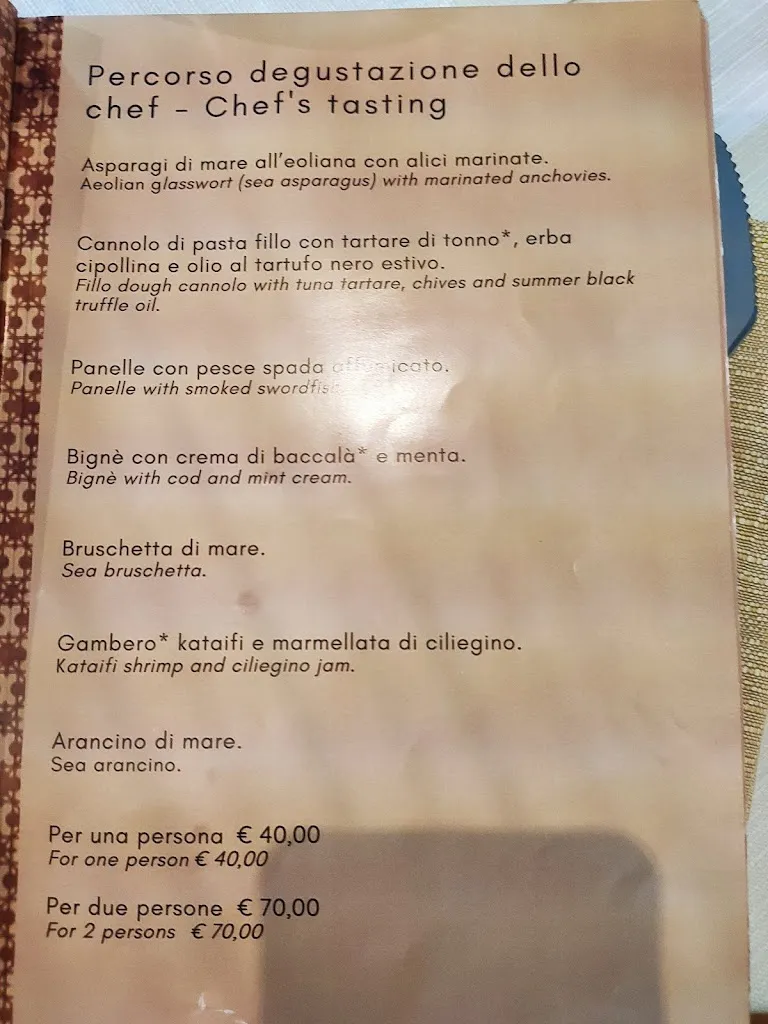 Percorso degustazione dello
chef - Chef's tasting
Asparagi di mare all'eoliana con alici marinate.
Aeolian glasswort (sea asparagus) with marinated anchovies.
Cannolo di pasta fillo con tartare di tonno*, erba
cipollina e olio al tartufo nero estivo.
Fillo dough cannolo with tuna tartare, chives and summer black
truffle oil.
Panelle con pesce spada affumicato.
Panelle with smoked
Bignè con crema di baccalà* e menta.
Bignè with cod and mint cream.
Bruschetta di mare.
Sea bruschetta.
Gambero* kataifi e marmellata di ciliegino.
Kataifi shrimp and ciliegino jam.
Arancino di mare.
Sea arancino.
Per una persona € 40,00
For one person € 40,00
Per due persone € 70,00
For 2 persons € 70,00